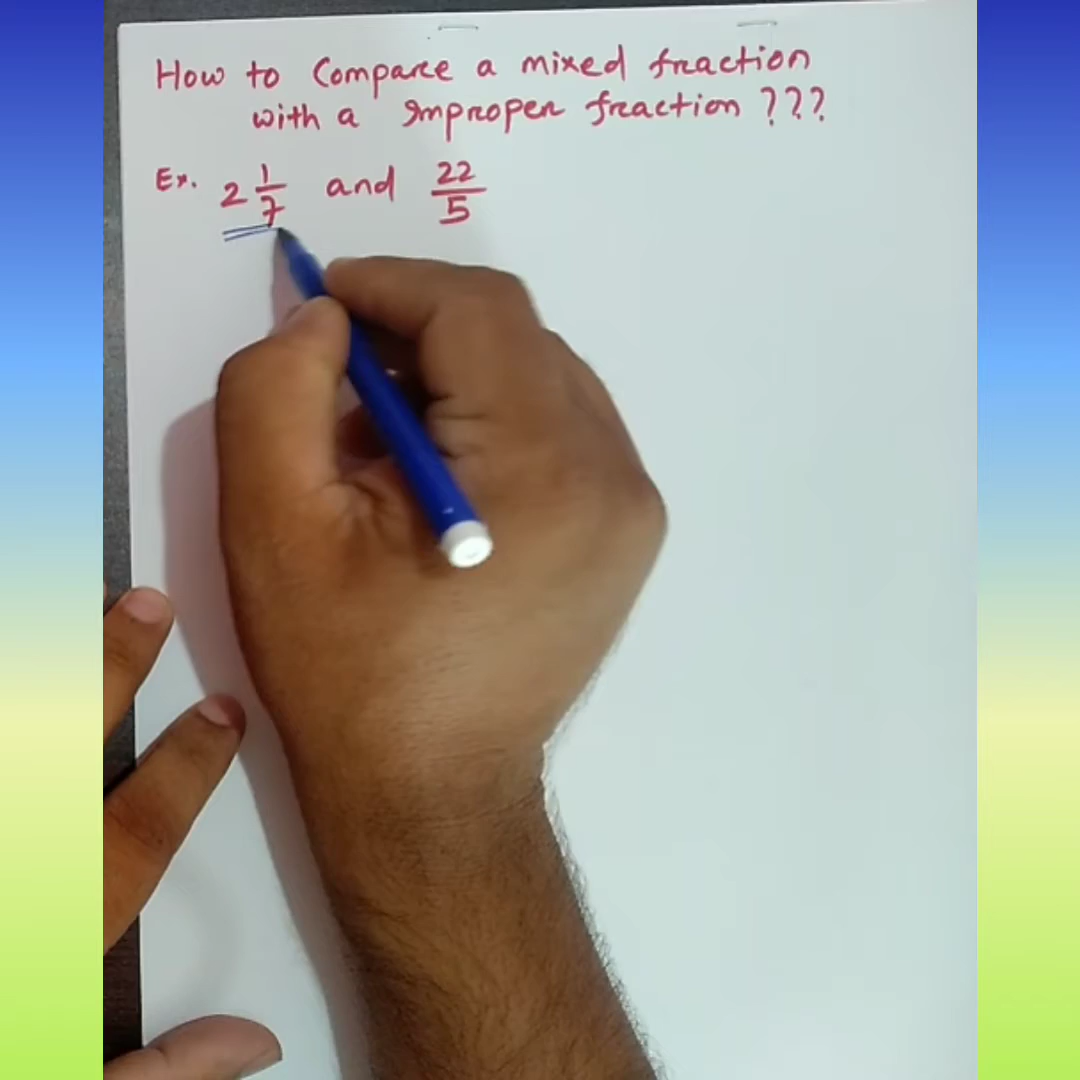 How to Compare a mixed fraction
with a Improper fraction ???
Ex. 2 1/7 and 22/5